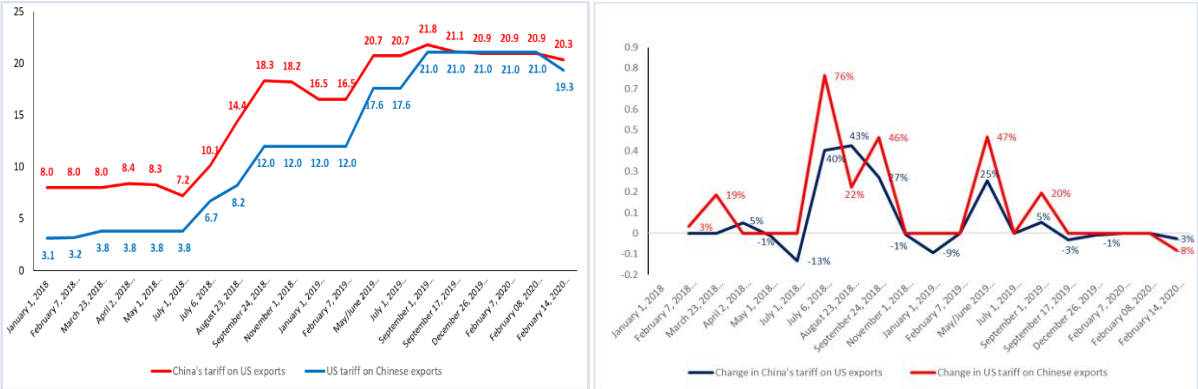 25
20
15
10
5
0
8.0 8.0 8.0 8.4 8.3 7.2 10.1 14.4 18.3 18.2 16.5 16.5 20.7 20.7 21.8 21.1 20.9 20.9 20.9 20.3
3.1 3.2 3.8 3.8 3.8 3.8 6.7 8.2 12.0 12.0 12.0 12.0 17.6 17.6 21.0 21.0 21.0 21.0 21.0 19.3
January 1, 2018
February 7, 2018...
March 23, 2018...
April 2, 2018...
May 1, 2018...
July 1, 2018...
July 6, 2018...
August 23, 2018...
September 24, 2018...
November 1, 2018...
January 1, 2019...
February 7, 2019...
May/June 2019...
July 1, 2019...
September 1, 2019...
September 17, 2019...
December 26, 2019...
February 7, 2020...
February 08, 2020...
February 14, 2020...
China's tariff on US exports
US tariff on Chinese exports
0.9
0.8
0.7
0.6
0.5
0.4
0.3
0.2
0.1
0
-0.1
-0.2
3% 19% 76% 22% 46% 47% 20% -8%
5% -1% -13% 40% 43% 27% -1% -9% 25% 5% -3% -1% -3%
January 1, 2018
February 7, 2018...
March 23, 2018...
April 2, 2018...
May 1, 2018...
July 1, 2018...
July 6, 2018...
August 23, 2018...
September 24, 2018...
November 1, 2018...
January 1, 2019...
February 7, 2019...
May/June 2019...
July 1, 2019...
September 1, 2019...
September 17, 2019...
December 26, 2019...
February 7, 2020...
February 08, 2020...
February 14, 2020...
Change in China's tariff on US exports
Change in US tariff on Chinese exports